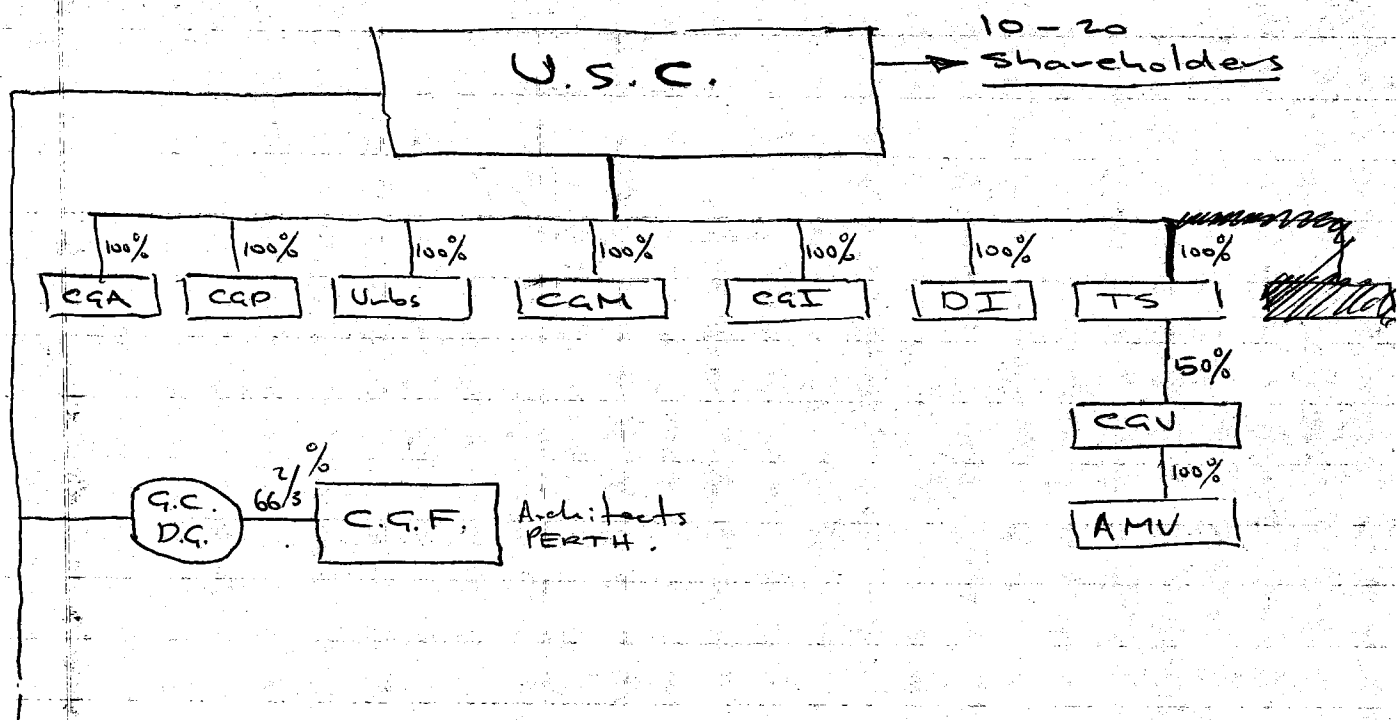 U.S.C.
10 - 20
Shareholders
100% 100% 100% 100% 100% 100% 100%
CGA CGP Urbs CGM CGI DI TS
50%
CGV
100%
AMV
G.C.
D.G.
66 2/3 %
C.G.F.
Architects
PERTH.